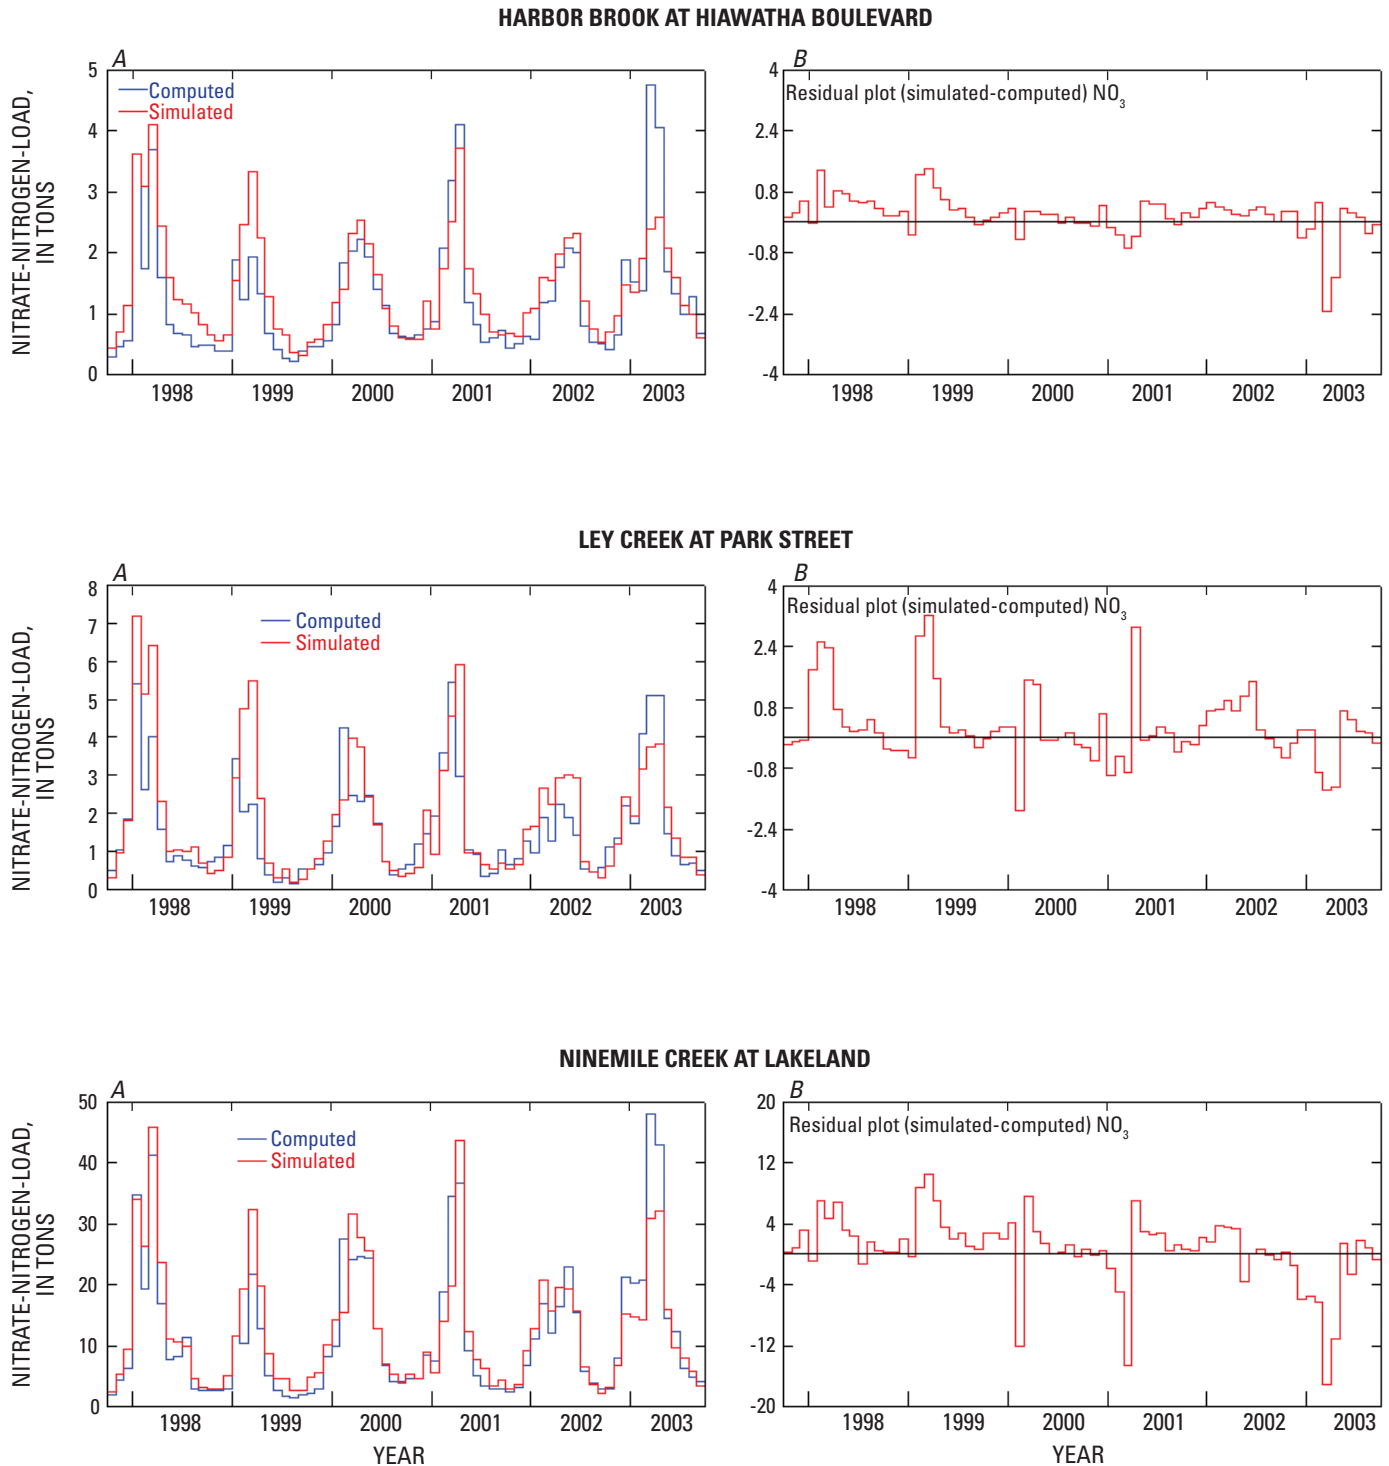 HARBOR BROOK AT HIAWATHA BOULEVARD
A
NITRATE-NITROGEN-LOAD,
IN TONS
5
4
3
2
1
0
Computed
Simulated
1998 1999 2000 2001 2002 2003
B
4
2.4
0.8
-0.8
-2.4
-4
Residual plot (simulated-computed) NO3
1998 1999 2000 2001 2002 2003
LEY CREEK AT PARK STREET
A
NITRATE-NITROGEN-LOAD,
IN TONS
8
7
6
5
4
3
2
1
0
Computed
Simulated
1998 1999 2000 2001 2002 2003
B
4
2.4
0.8
-0.8
-2.4
-4
Residual plot (simulated-computed) NO3
1998 1999 2000 2001 2002 2003
NINEMILE CREEK AT LAKELAND
A
NITRATE-NITROGEN-LOAD,
IN TONS
50
40
30
20
10
0
Computed
Simulated
1998 1999 2000 2001 2002 2003
YEAR
B
20
12
4
-4
-12
-20
Residual plot (simulated-computed) NO3
1998 1999 2000 2001 2002 2003
YEAR